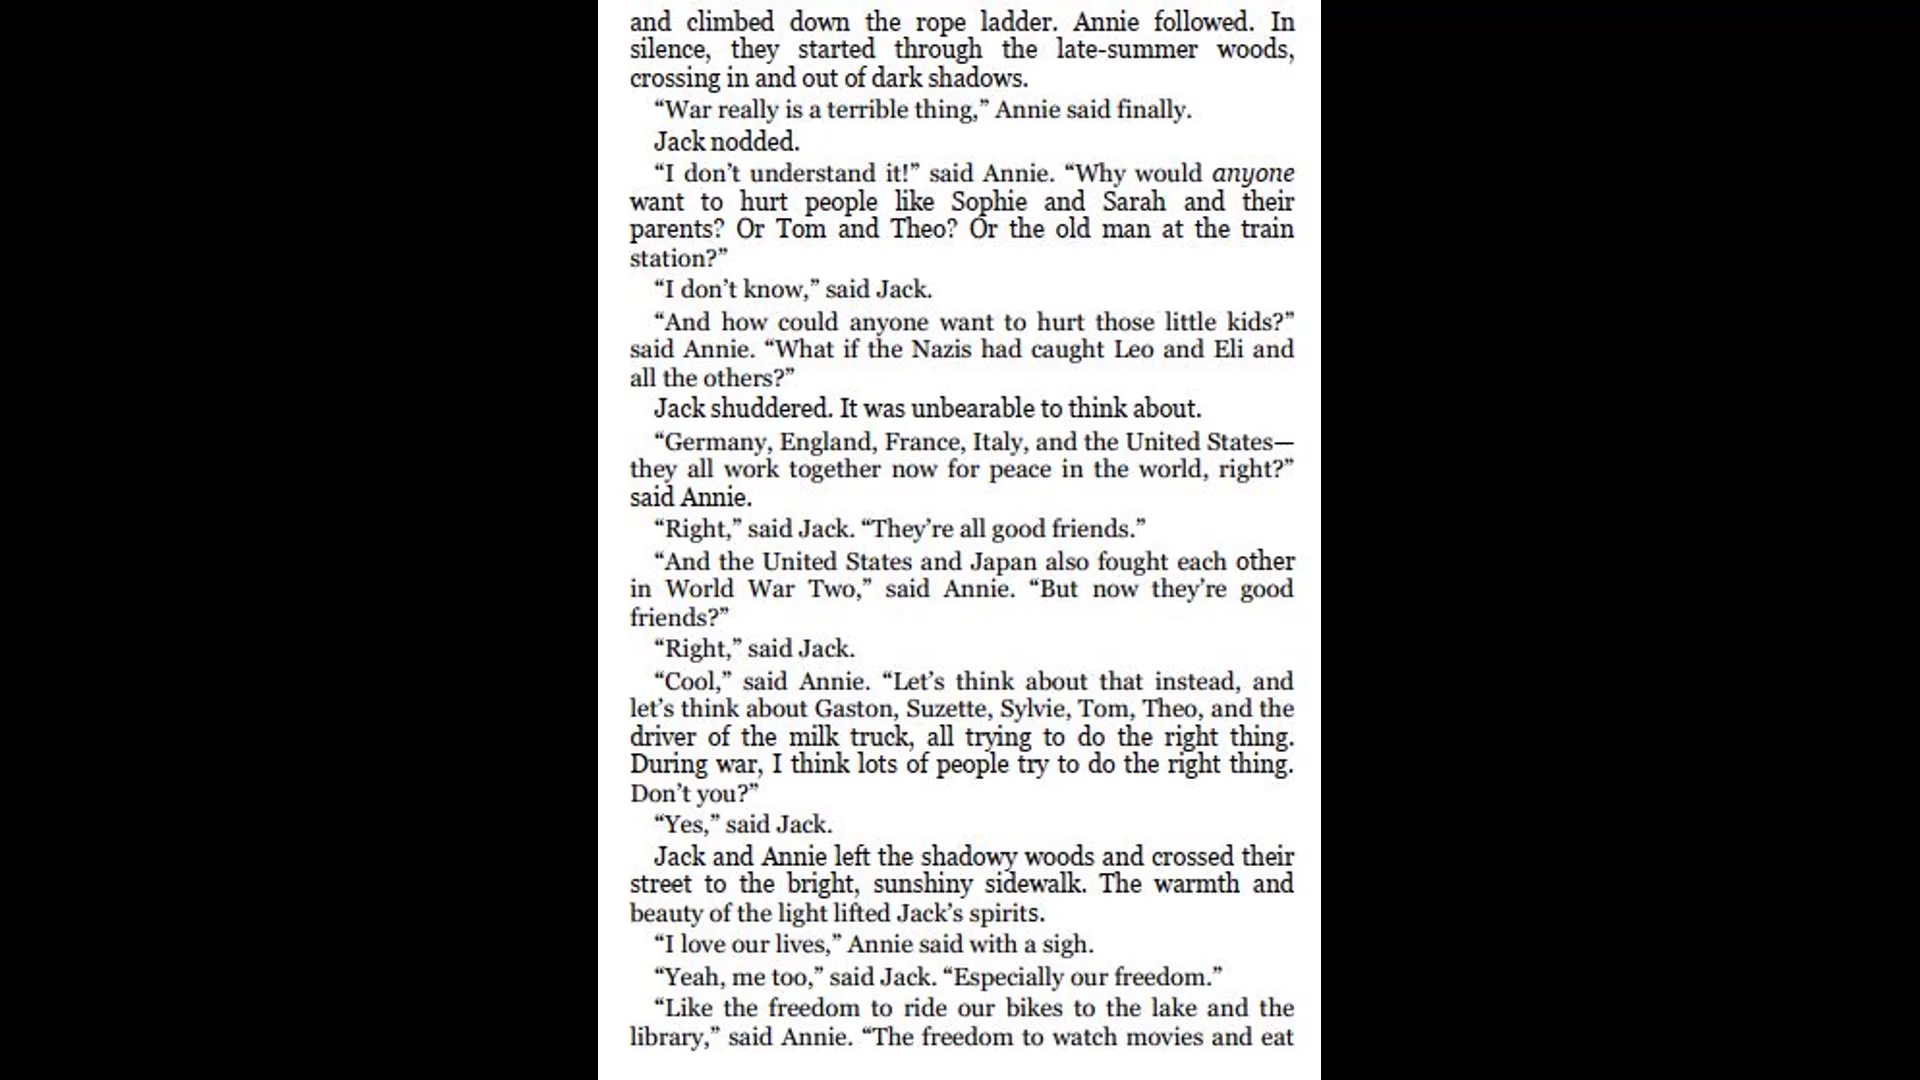 and climbed down the rope ladder. Annie followed. In
silence, they started through the late-summer woods,
crossing in and out of dark shadows.
“War really is a terrible thing,” Annie said finally.
Jack nodded.
“I don’t understand it!” said Annie. “Why would anyone
want to hurt people like Sophie and Sarah and their
parents? Or Tom and Theo? Or the old man at the train
station?”
“I don’t know,” said Jack.
“And how could anyone want to hurt those little kids?”
said Annie. “What if the Nazis had caught Leo and Eli and
all the others?”
Jack shuddered. It was unbearable to think about.
“Germany, England, France, Italy, and the United States—
they all work together now for peace in the world, right?”
said Annie.
“Right,” said Jack. “They’re all good friends.”
“And the United States and Japan also fought each other
in World War Two,” said Annie. “But now they’re good
friends?”
“Right,” said Jack.
“Cool,” said Annie. “Let’s think about that instead, and
let’s think about Gaston, Suzette, Sylvie, Tom, Theo, and the
driver of the milk truck, all trying to do the right thing.
During war, I think lots of people try to do the right thing.
Don’t you?”
“Yes,” said Jack.
Jack and Annie left the shadowy woods and crossed their
street to the bright, sunshiny sidewalk. The warmth and
beauty of the light lifted Jack’s spirits.
“I love our lives,” Annie said with a sigh.
“Yeah, me too,” said Jack. “Especially our freedom.”
“Like the freedom to ride our bikes to the lake and the
library,” said Annie. “The freedom to watch movies and eat